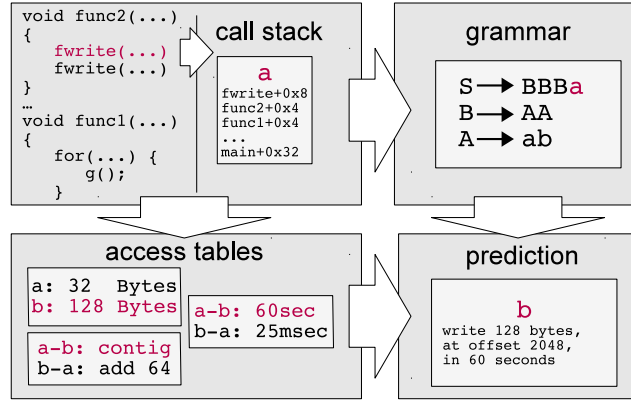 void func2(...)
{
fwrite(...)
fwrite(...)
}
…
void func1(...)
{
for(...) {
g();
}
call stack
a
fwrite+0x8
func2+0x4
func1+0x4
...
main+0x32
grammar
S → BBBa
B → AA
A → ab
access tables
a: 32 Bytes
b: 128 Bytes
a-b: 60sec
b-a: 25msec
a-b: contig
b-a: add 64
prediction
b
write 128 bytes,
at offset 2048,
in 60 seconds